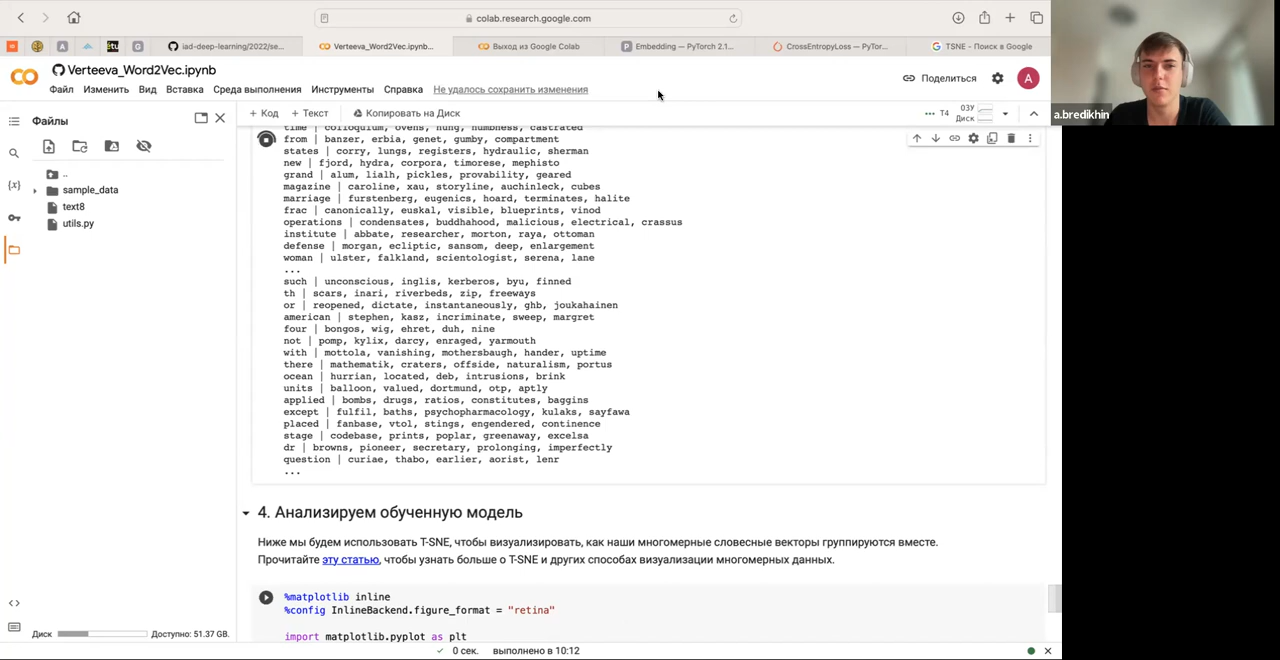 colab.research.google.com
iad-deep-learning/2022/se...
Verteeva_Word2Vec.ipynb...
Выход из Google Colab
Embedding — PyTorch 2.1...
CrossEntropyLoss — PyTor...
TSNE - Поиск в Google
Verteeva_Word2Vec.ipynb
Поделиться
A
Файл Изменить Вид Вставка Среда выполнения Инструменты Справка Не удалось сохранить изменения
a.bredikhin
Файлы
+ Код + Текст Копировать на Диск
T4 ОЗУ Диск
..
sample_data
text8
utils.py
time | colloquium, ovens, hung, numbness, castrated
from | banzer, erbia, genet, gumby, compartment
states | corry, lungs, registers, hydraulic, sherman
new | fjord, hydra, corpora, timorese, mephisto
grand | alum, lialh, pickles, provability, geared
magazine | caroline, xau, storyline, auchinleck, cubes
marriage | furstenberg, eugenics, hoard, terminates, halite
frac | canonically, euskal, visible, blueprints, vinod
operations | condensates, buddhahood, malicious, electrical, crassus
institute | abbate, researcher, morton, raya, ottoman
defense | morgan, ecliptic, sansom, deep, enlargement
woman | ulster, falkland, scientologist, serena, lane
...
such | unconscious, inglis, kerberos, byu, finned
th | scars, inari, riverbeds, zip, freeways
or | reopened, dictate, instantaneously, ghb, joukahainen
american | stephen, kasz, incriminate, sweep, margret
four | bongos, wig, ehret, duh, nine
not | pomp, kylix, darcy, enraged, yarmouth
with | mottola, vanishing, mothersbaugh, hander, uptime
there | mathematik, craters, offside, naturalism, portus
ocean | hurrian, located, deb, intrusions, brink
units | balloon, valued, dortmund, otp, aptly
applied | bombs, drugs, ratios, constitutes, baggins
except | fulfil, baths, psychopharmacology, kulaks, sayfawa
placed | fanbase, vtol, stings, engendered, continence
stage | codebase, prints, poplar, greenaway, excelsa
dr | browns, pioneer, secretary, prolonging, imperfectly
question | curiae, thabo, earlier, aorist, lenr
...
4. Анализируем обученную модель
Ниже мы будем использовать T-SNE, чтобы визуализировать, как наши многомерные словесные векторы группируются вместе.
Прочитайте эту статью, чтобы узнать больше о T-SNE и других способах визуализации многомерных данных.
%matplotlib inline
%config InlineBackend.figure_format = "retina"
import matplotlib.pyplot as plt
Диск Доступно: 51.37 GB.
0 сек. выполнено в 10:12